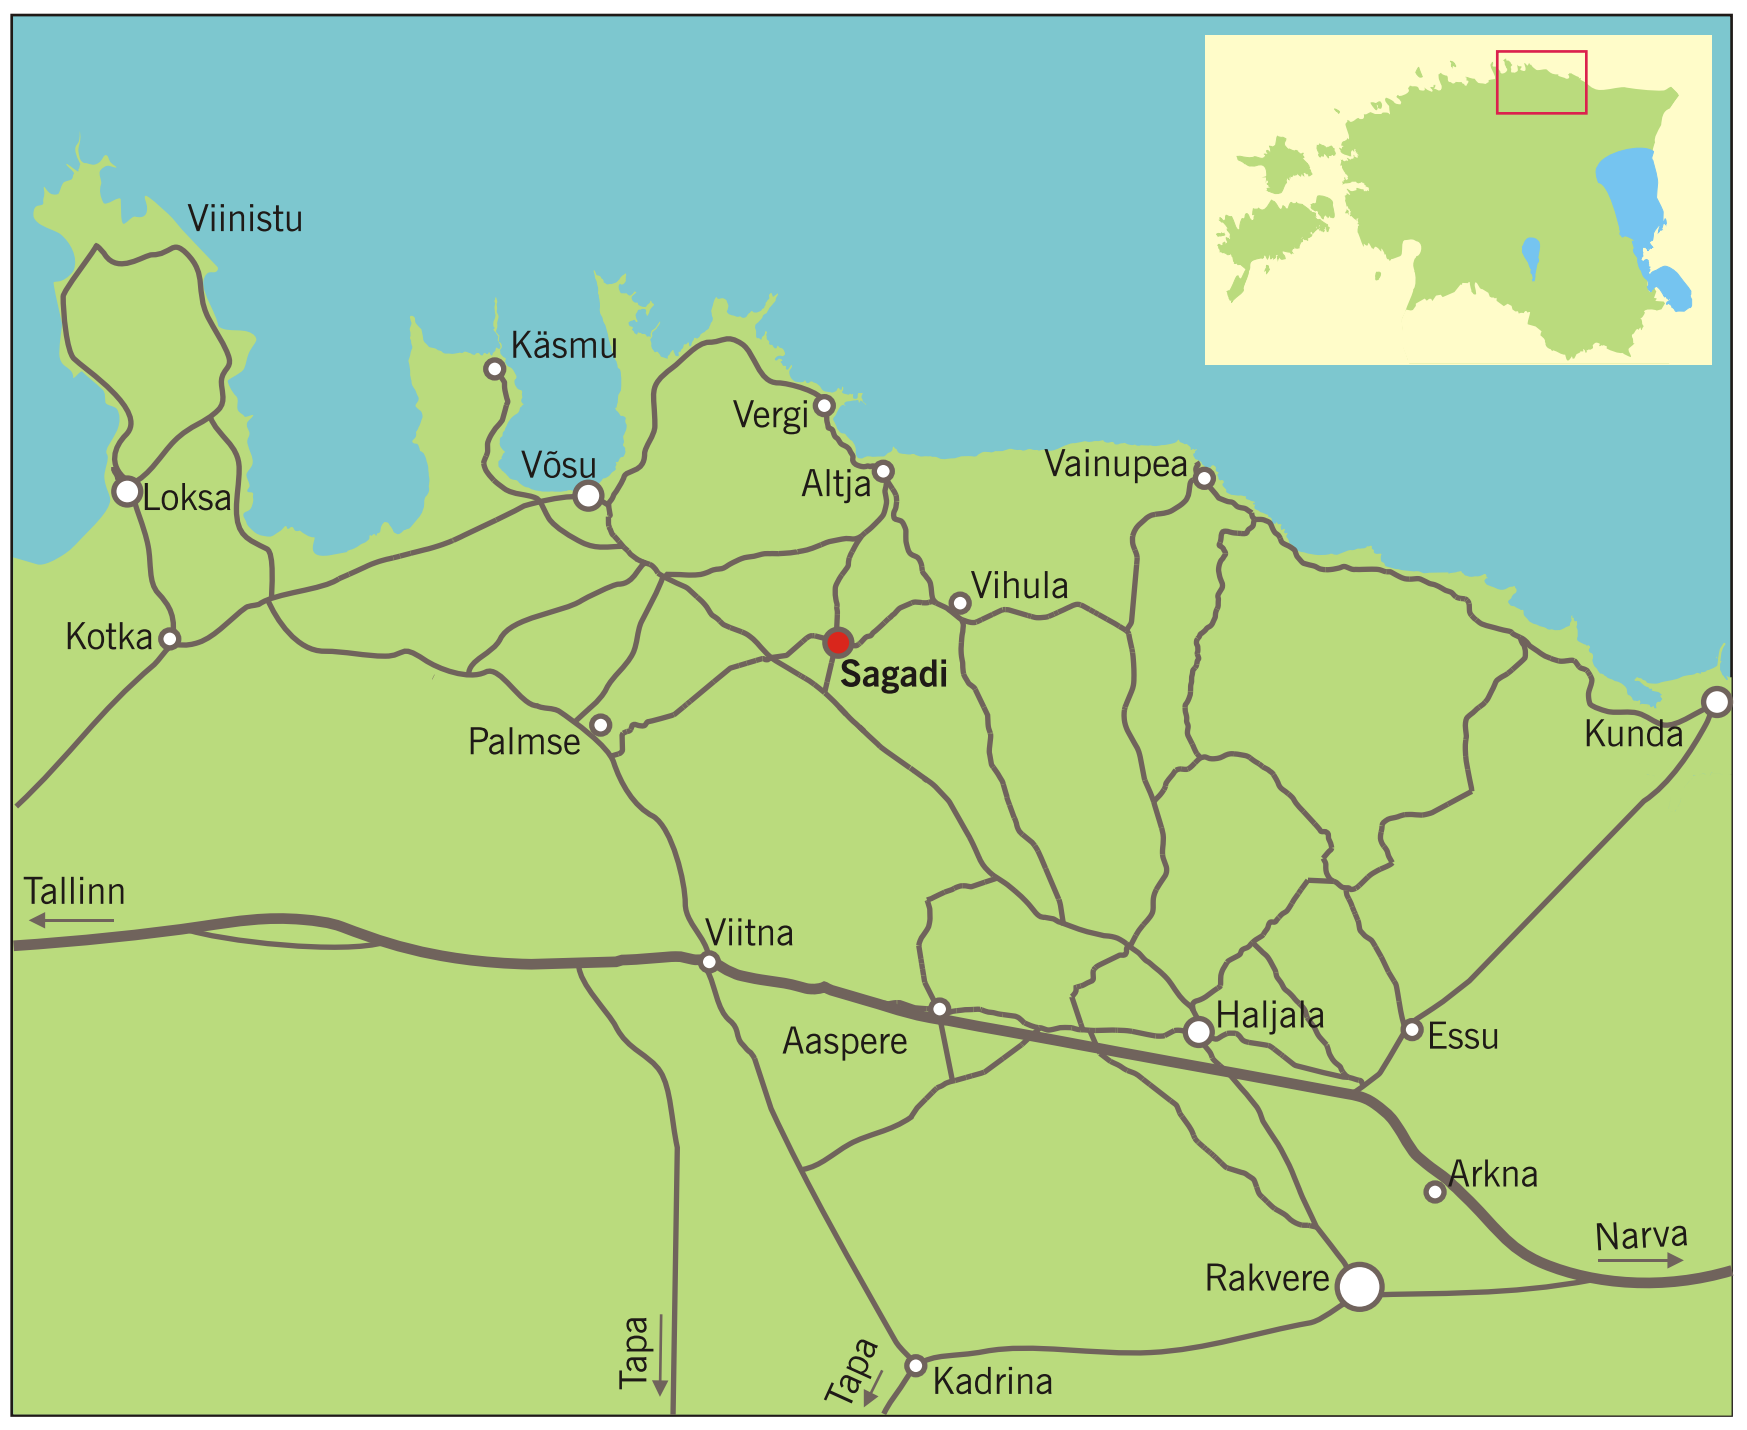 Viinistu
Käsmu
Vergi
Võsu
Vainupea
Altja
Loksa
Vihula
Kotka
Sagadi
Kunda
Palmse
Tallinn
Viitna
Haljala
Essu
Aaspere
Arkna
Narva
Rakvere
Tapa
Tapa
Kadrina